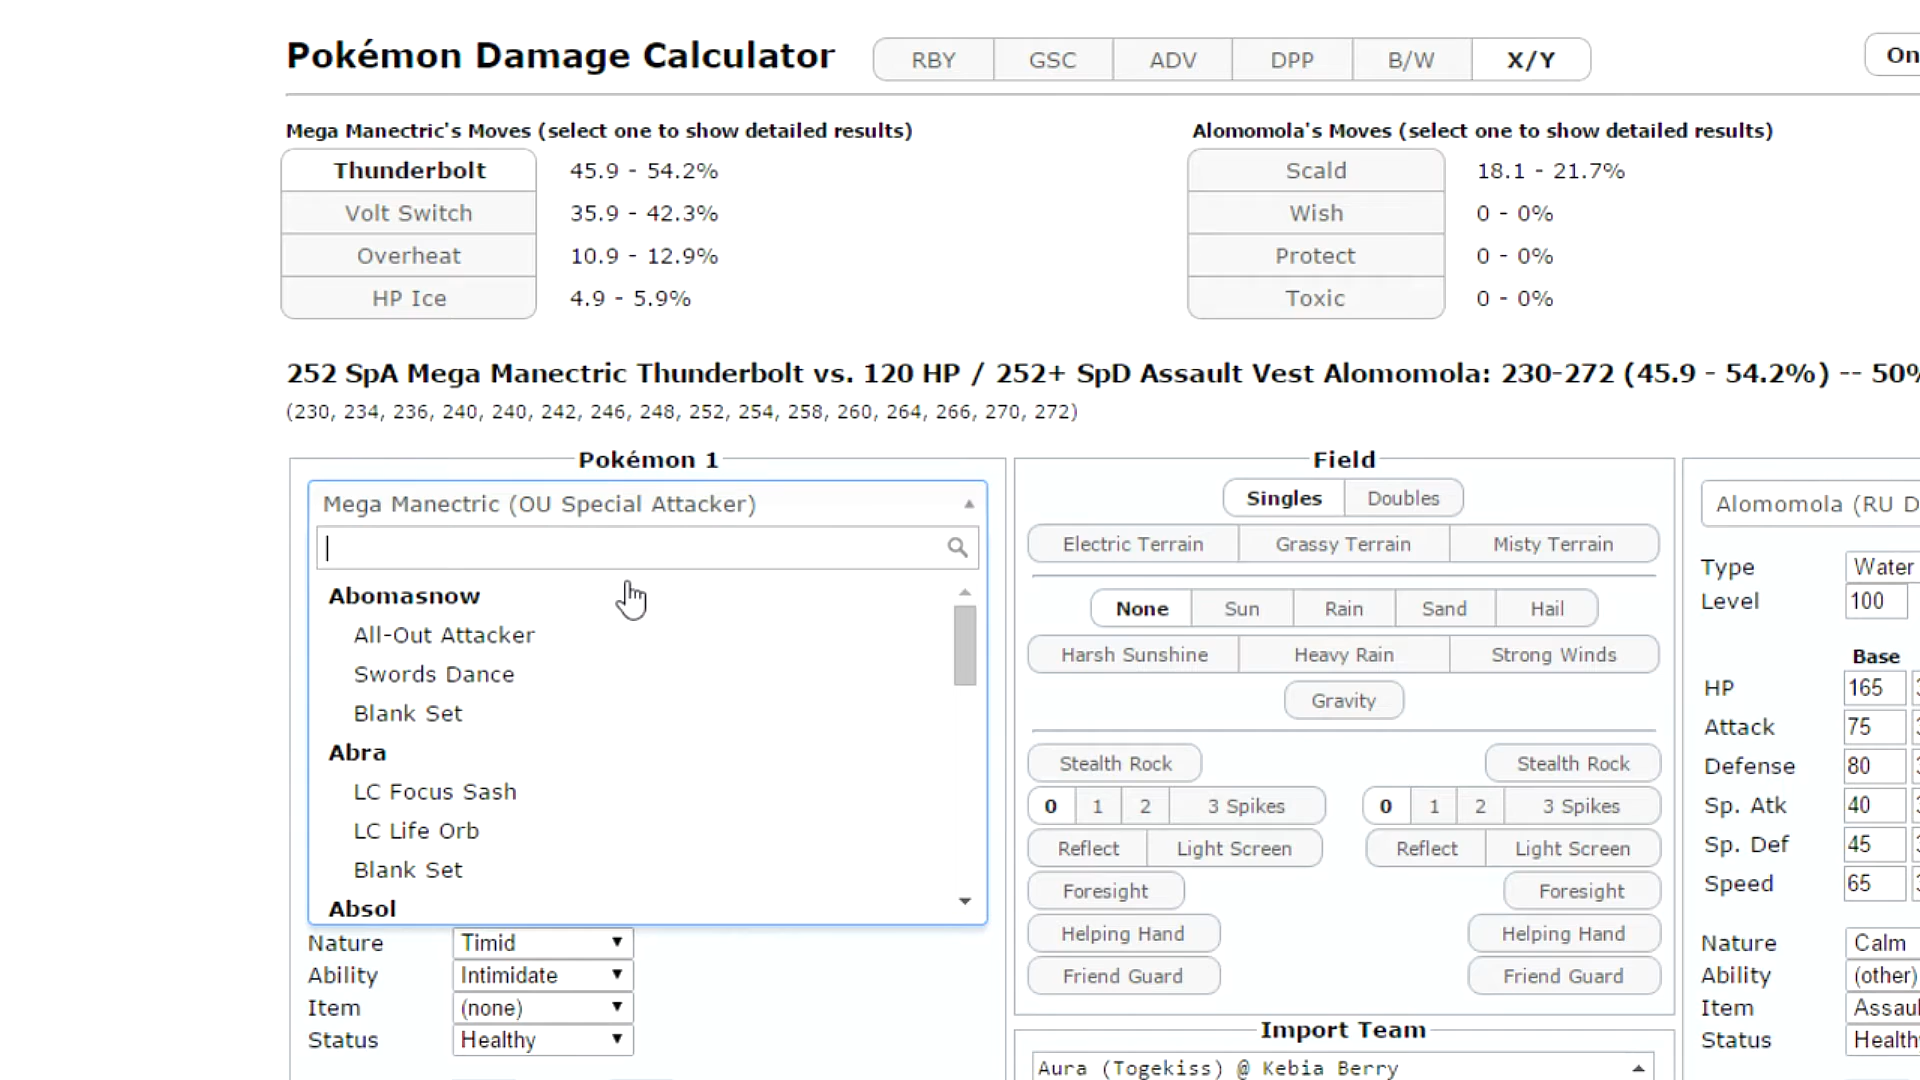 Pokémon Damage Calculator
RBY GSC ADV DPP B/W X/Y
On
Mega Manectric's Moves (select one to show detailed results)
Thunderbolt 45.9 - 54.2%
Volt Switch 35.9 - 42.3%
Overheat 10.9 - 12.9%
HP Ice 4.9 - 5.9%
Alomomola's Moves (select one to show detailed results)
Scald 18.1 - 21.7%
Wish 0 - 0%
Protect 0 - 0%
Toxic 0 - 0%
252 SpA Mega Manectric Thunderbolt vs. 120 HP / 252+ SpD Assault Vest Alomomola: 230-272 (45.9 - 54.2%) -- 50%
(230, 234, 236, 240, 240, 242, 246, 248, 252, 254, 258, 260, 264, 266, 270, 272)
Pokémon 1
Mega Manectric (OU Special Attacker)
Abomasnow
All-Out Attacker
Swords Dance
Blank Set
Abra
LC Focus Sash
LC Life Orb
Blank Set
Absol
Nature Timid
Ability Intimidate
Item (none)
Status Healthy
Field
Singles Doubles
Electric Terrain Grassy Terrain Misty Terrain
None Sun Rain Sand Hail
Harsh Sunshine Heavy Rain Strong Winds
Gravity
Stealth Rock Stealth Rock
0 1 2 3 Spikes 0 1 2 3 Spikes
Reflect Light Screen Reflect Light Screen
Foresight Foresight
Helping Hand Helping Hand
Friend Guard Friend Guard
Import Team
Aura (Togekiss) @ Kebia Berry
Alomomola (RU D
Type Water
Level 100
Base
HP 165
Attack 75
Defense 80
Sp. Atk 40
Sp. Def 45
Speed 65
Nature Calm
Ability (other)
Item Assau
Status Health